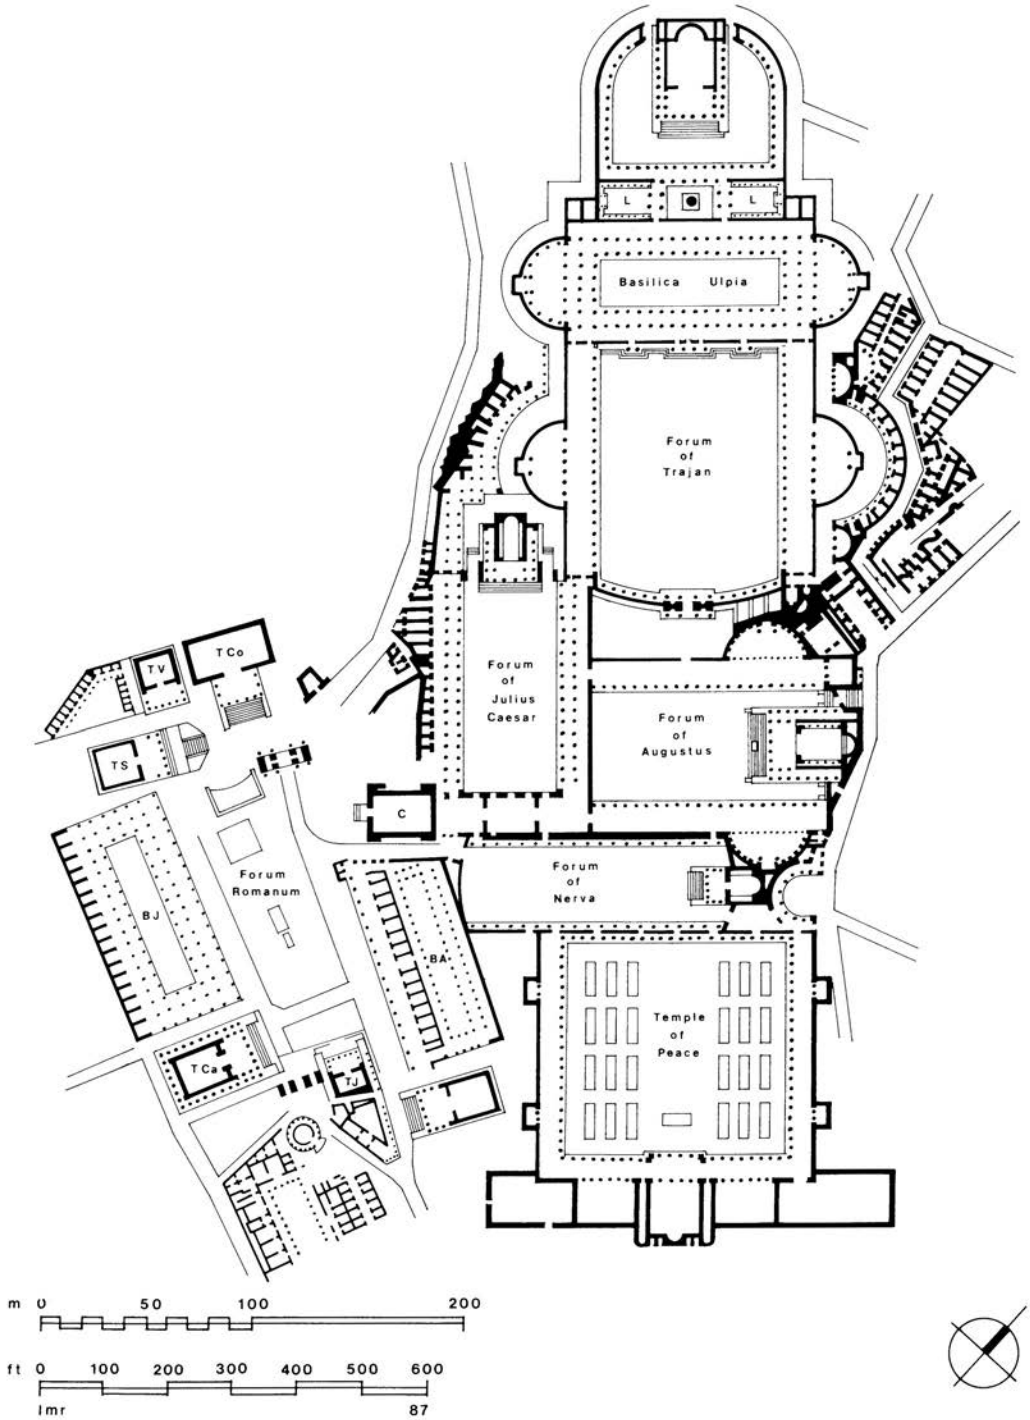 L L
Basilica Ulpia
Forum
of
Trajan
Forum
of
Julius
Caesar
Forum
of
Augustus
TV
TCo
TS
C
Forum
Romanum
Forum
of
Nerva
BJ
BA
Temple
of
Peace
TCa
TJ
m 0 50 100 200
ft 0 100 200 300 400 500 600
lmr 87